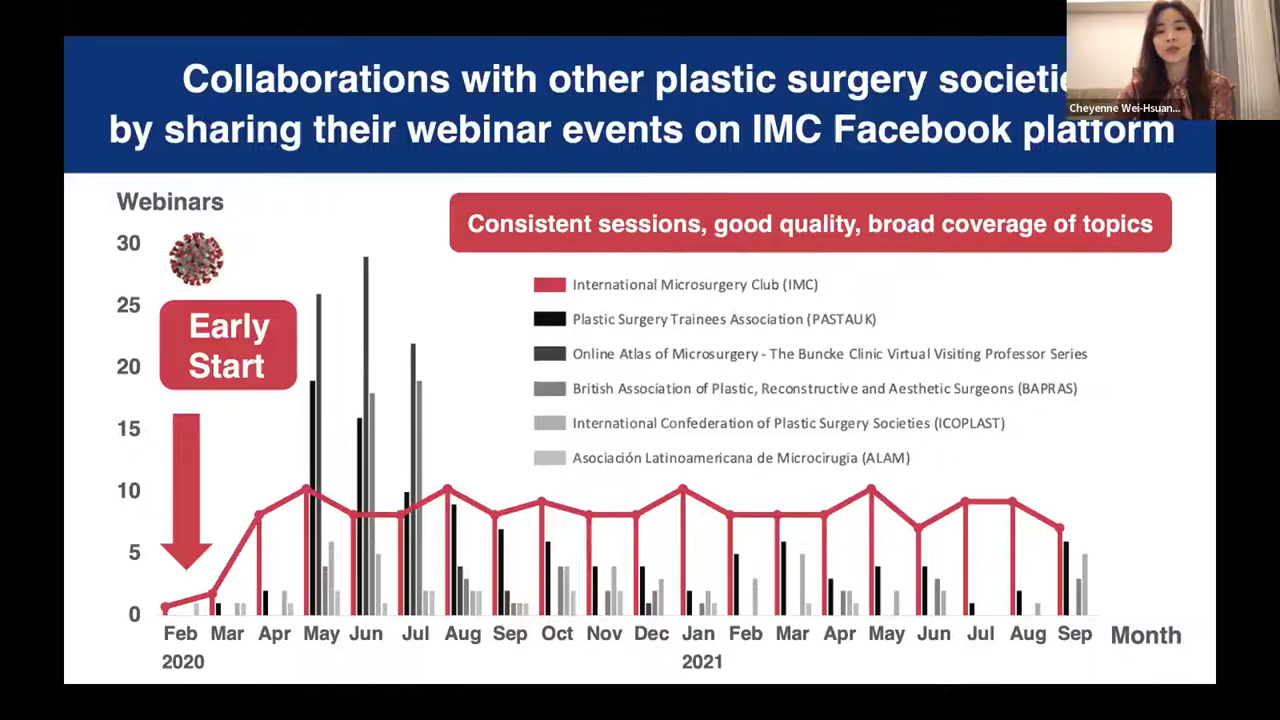 Collaborations with other plastic surgery societie
by sharing their webinar events on IMC Facebook platform
Cheyenne Wei-Hsuan...
Webinars
Consistent sessions, good quality, broad coverage of topics
30
25
20
15
10
5
0
Early
Start
International Microsurgery Club (IMC)
Plastic Surgery Trainees Association (PASTAUK)
Online Atlas of Microsurgery - The Buncke Clinic Virtual Visiting Professor Series
British Association of Plastic, Reconstructive and Aesthetic Surgeons (BAPRAS)
International Confederation of Plastic Surgery Societies (ICOPLAST)
Asociación Latinoamericana de Microcirugia (ALAM)
Feb Mar Apr May Jun Jul Aug Sep Oct Nov Dec Jan Feb Mar Apr May Jun Jul Aug Sep Month
2020 2021